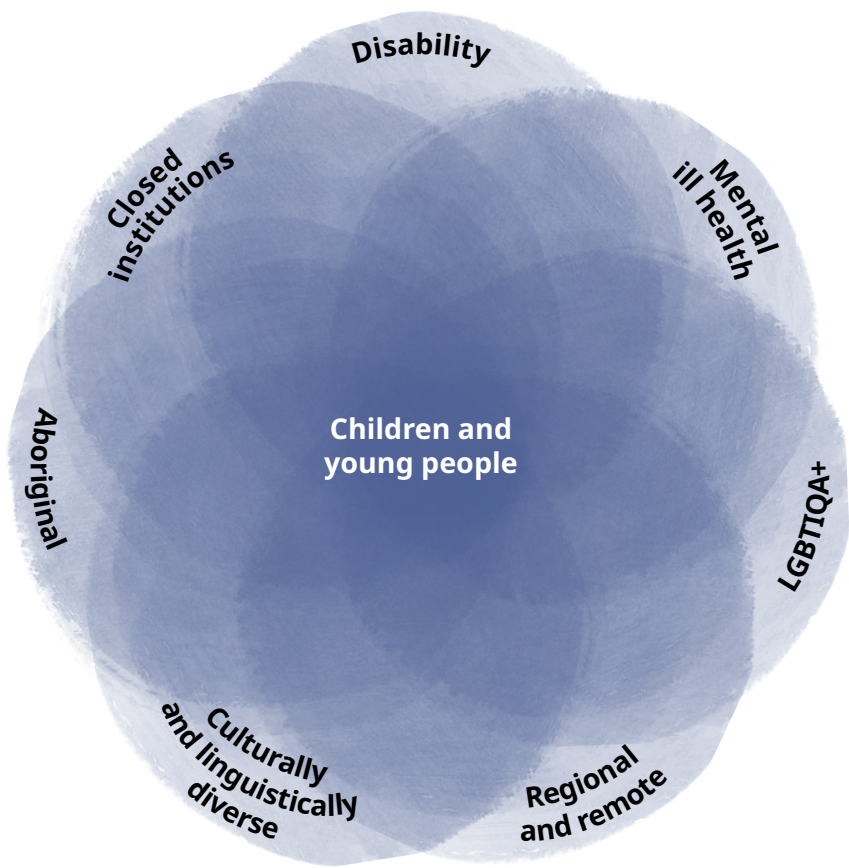 Disability
Mental
ill health
LGBTIQA+
Regional
and remote
Culturally
and linguistically
diverse
Aboriginal
Closed
institutions
Children and
young people